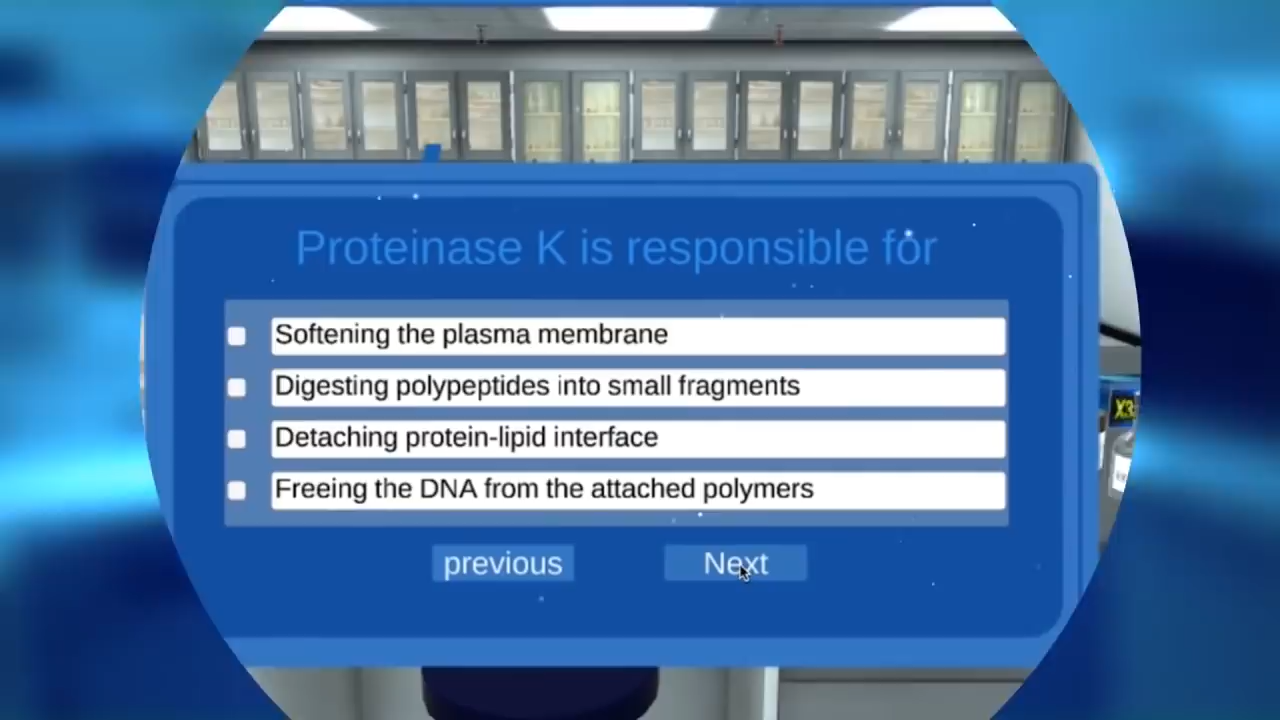 Proteinase K is responsible for
Softening the plasma membrane
Digesting polypeptides into small fragments
Detaching protein-lipid interface
Freeing the DNA from the attached polymers
previous
Next
X3